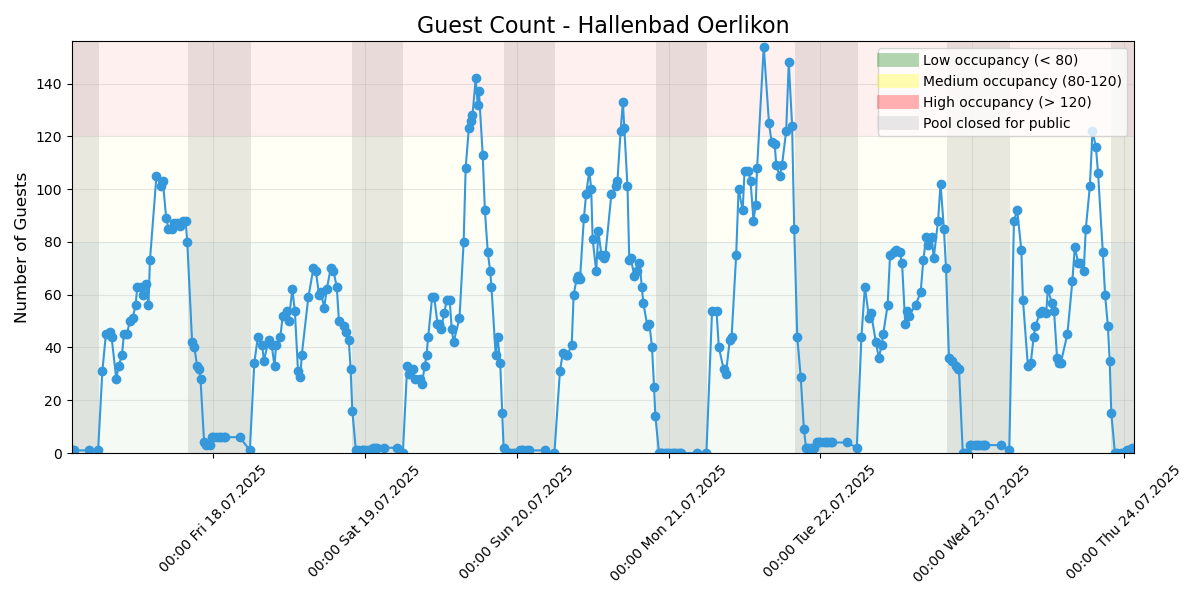 Guest Count - Hallenbad Oerlikon
Number of Guests
140
120
100
80
60
40
20
0
Low occupancy (< 80)
Medium occupancy (80-120)
High occupancy (> 120)
Pool closed for public
00:00 Fri 18.07.2025
00:00 Sat 19.07.2025
00:00 Sun 20.07.2025
00:00 Mon 21.07.2025
00:00 Tue 22.07.2025
00:00 Wed 23.07.2025
00:00 Thu 24.07.2025